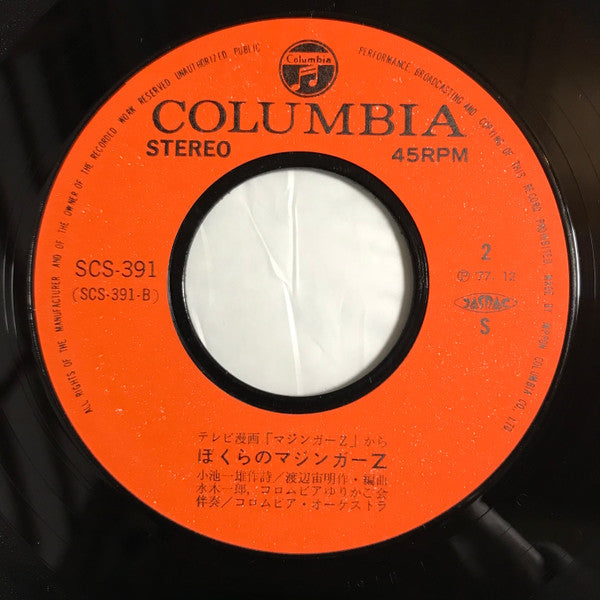 ALL RIGHTS OF THE MANUFACTURER AND OF THE OWNER OF THE RECORDED WORK RESERVED UNAUTHORIZED PUBLIC PERFORMANCE BROADCASTING AND COPYING OF THIS RECORD PROHIBITED MADE BY NIPPON COLUMBIA CO., LTD.
Columbia
COLUMBIA
STEREO
45RPM
SCS-391
(SCS-391-B)
2
Ⓟ '77. 12
JASRAC
S
テレビ漫画「マジンガーZ」から
ぼくらのマジンガーZ
小池一雄作詩/渡辺宙明作・編曲
水木一郎,コロムビアゆりかご会
伴奏/コロムビア・オーケストラ